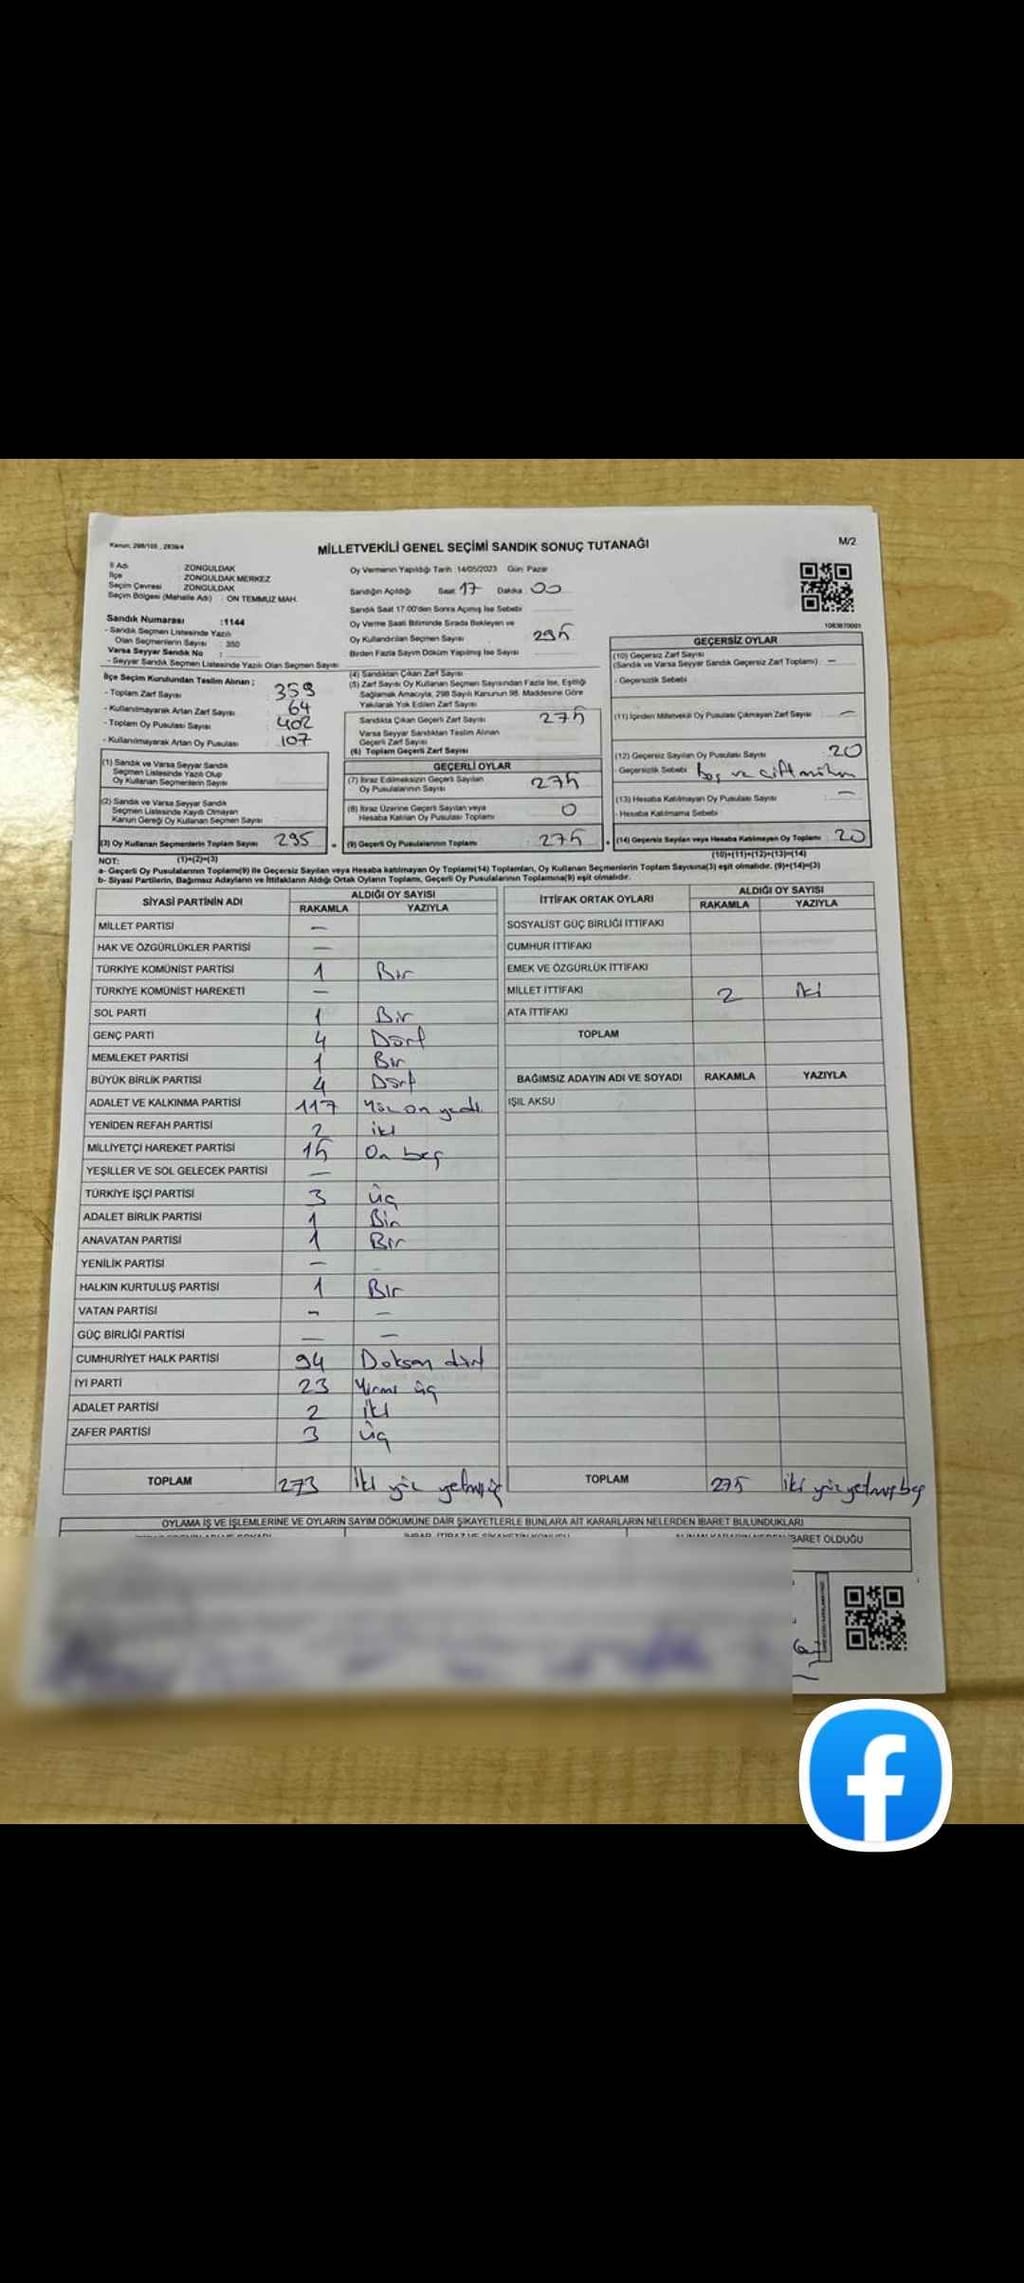 Kanun: 298/105 , 2839/4
MİLLETVEKİLİ GENEL SEÇİMİ SANDIK SONUÇ TUTANAĞI
M/2
İl Adı ZONGULDAK
İlçe ZONGULDAK MERKEZ
Seçim Çevresi ZONGULDAK
Seçim Bölgesi (Mahalle Adı) : ON TEMMUZ MAH.
Oy Vermenin Yapıldığı Tarih :14/05/2023 Gün: Pazar
Sandığın Açıldığı Saat: 17 Dakika: 00
Sandık Saat 17:00'den Sonra Açılmış İse Sebebi
Oy Verme Saati Bitiminde Sırada Bekleyen ve
Oy Kullandırılan Seçmen Sayısı : 295
Birden Fazla Sayım Döküm Yapılmış İse Sayısı
Sandık Numarası :1144
- Sandık Seçmen Listesinde Yazılı
Olan Seçmenlerin Sayısı : 350
Varsa Seyyar Sandık No :
- Seyyar Sandık Seçmen Listesinde Yazılı Olan Seçmen Sayısı
İlçe Seçim Kurulundan Teslim Alınan ;
- Toplam Zarf Sayısı 359
- Kullanılmayarak Artan Zarf Sayısı 64
- Toplam Oy Pusulası Sayısı 402
- Kullanılmayarak Artan Oy Pusulası 107
(1) Sandık ve Varsa Seyyar Sandık
Seçmen Listesinde Yazılı Olup
Oy Kullanan Seçmenlerin Sayısı
(2) Sandık ve Varsa Seyyar Sandık
Seçmen Listesinde Kaydı Olmayan
Kanun Gereği Oy Kullanan Seçmen Sayısı
(3) Oy Kullanan Seçmenlerin Toplam Sayısı 295
(1)+(2)=(3)
(4) Sandıktan Çıkan Zarf Sayısı
(5) Zarf Sayısı Oy Kullanan Seçmen Sayısından Fazla İse, Eşitliği
Sağlamak Amacıyla, 298 Sayılı Kanunun 98. Maddesine Göre
Yakılarak Yok Edilen Zarf Sayısı
Sandıkta Çıkan Geçerli Zarf Sayısı 275
Varsa Seyyar Sandıktan Teslim Alınan
Geçerli Zarf Sayısı
(6) Toplam Geçerli Zarf Sayısı
GEÇERLİ OYLAR
(7) İtiraz Edilmeksizin Geçerli Sayılan
Oy Pusulalarının Sayısı 275
(8) İtiraz Üzerine Geçerli Sayılan veya
Hesaba Katılan Oy Pusulası Toplamı 0
= (9) Geçerli Oy Pusulalarının Toplamı 275
1063870001
GEÇERSİZ OYLAR
(10) Geçersiz Zarf Sayısı
(Sandık ve Varsa Seyyar Sandık Geçersiz Zarf Toplamı) -
- Geçersizlik Sebebi
(11) İçinden Milletvekili Oy Pusulası Çıkmayan Zarf Sayısı -
(12) Geçersiz Sayılan Oy Pusulası Sayısı 20
- Geçersizlik Sebebi boş ve çift mühür
(13) Hesaba Katılmayan Oy Pusulası Sayısı -
- Hesaba Katılmama Sebebi
+ (14) Geçersiz Sayılan veya Hesaba Katılmayan Oy Toplamı 20
(10)+(11)+(12)+(13)=(14)
NOT:
a- Geçerli Oy Pusulalarının Toplamı(9) ile Geçersiz Sayılan veya Hesaba katılmayan Oy Toplamı(14) Toplamları, Oy Kullanan Seçmenlerin Toplam Sayısına(3) eşit olmalıdır. (9)+(14)=(3)
b- Siyasi Partilerin, Bağımsız Adayların ve İttifakların Aldığı Ortak Oyların Toplamı, Geçerli Oy Pusulalarının Toplamına(9) eşit olmalıdır.
SİYASİ PARTİNİN ADI ALDIĞI OY SAYISI
RAKAMLA YAZIYLA
MİLLET PARTİSİ -
HAK VE ÖZGÜRLÜKLER PARTİSİ -
TÜRKİYE KOMÜNİST PARTİSİ 1 Bir
TÜRKİYE KOMÜNİST HAREKETİ -
SOL PARTİ 1 Bir
GENÇ PARTİ 4 Dört
MEMLEKET PARTİSİ 1 Bir
BÜYÜK BİRLİK PARTİSİ 4 Dört
ADALET VE KALKINMA PARTİSİ 117 Yüz on yedi
YENİDEN REFAH PARTİSİ 2 iki
MİLLİYETÇİ HAREKET PARTİSİ 15 On beş
YEŞİLLER VE SOL GELECEK PARTİSİ -
TÜRKİYE İŞÇİ PARTİSİ 3 üç
ADALET BİRLİK PARTİSİ 1 Bir
ANAVATAN PARTİSİ 1 Bir
YENİLİK PARTİSİ -
HALKIN KURTULUŞ PARTİSİ 1 Bir
VATAN PARTİSİ - -
GÜÇ BİRLİĞİ PARTİSİ - -
CUMHURİYET HALK PARTİSİ 94 Doksan dört
İYİ PARTİ 23 Yirmi üç
ADALET PARTİSİ 2 iki
ZAFER PARTİSİ 3 üç
TOPLAM 273 İki yüz yetmiş üç
İTTİFAK ORTAK OYLARI ALDIĞI OY SAYISI
RAKAMLA YAZIYLA
SOSYALİST GÜÇ BİRLİĞİ İTTİFAKI
CUMHUR İTTİFAKI
EMEK VE ÖZGÜRLÜK İTTİFAKI
MİLLET İTTİFAKI 2 iki
ATA İTTİFAKI
TOPLAM
BAĞIMSIZ ADAYIN ADI VE SOYADI RAKAMLA YAZIYLA
IŞIL AKSU
TOPLAM 275 iki yüz yetmiş beş
OYLAMA İŞ VE İŞLEMLERİNE VE OYLARIN SAYIM DÖKÜMÜNE DAİR ŞİKAYETLERLE BUNLARA AİT KARARLARIN NELERDEN İBARET BULUNDUKLARI
İHBAR, İTİRAZ VE ŞİKAYETİN KONUSU ALINAN KARARIN NEDEN İBARET OLDUĞU